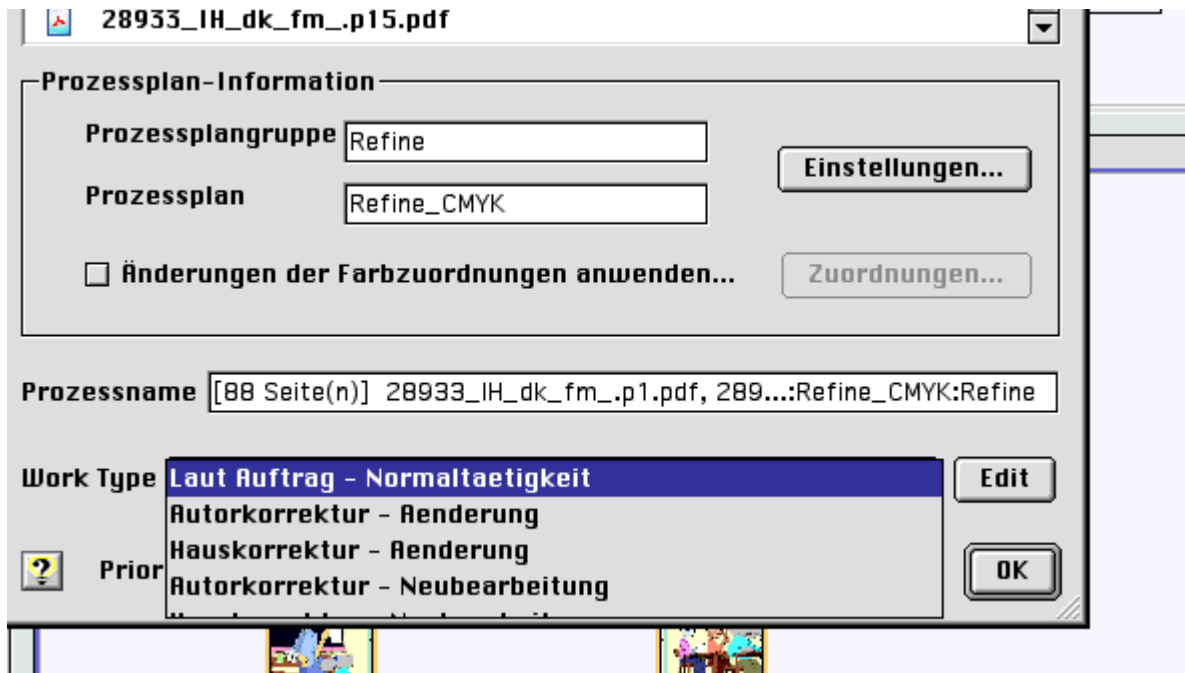 28933_IH_dk_fm_.p15.pdf
Prozessplan-Information
Prozessplangruppe Refine
Einstellungen...
Prozessplan Refine_CMYK
Änderungen der Farbzuordnungen anwenden... Zuordnungen...
Prozessname [88 Seite(n)] 28933_IH_dk_fm_.p1.pdf, 289...:Refine_CMYK:Refine
Work Type Laut Auftrag - Normaltaetigkeit Edit
Autorkorrektur - Aenderung
Hauskorrektur - Aenderung
? Prior OK
Autorkorrektur - Neubearbeitung